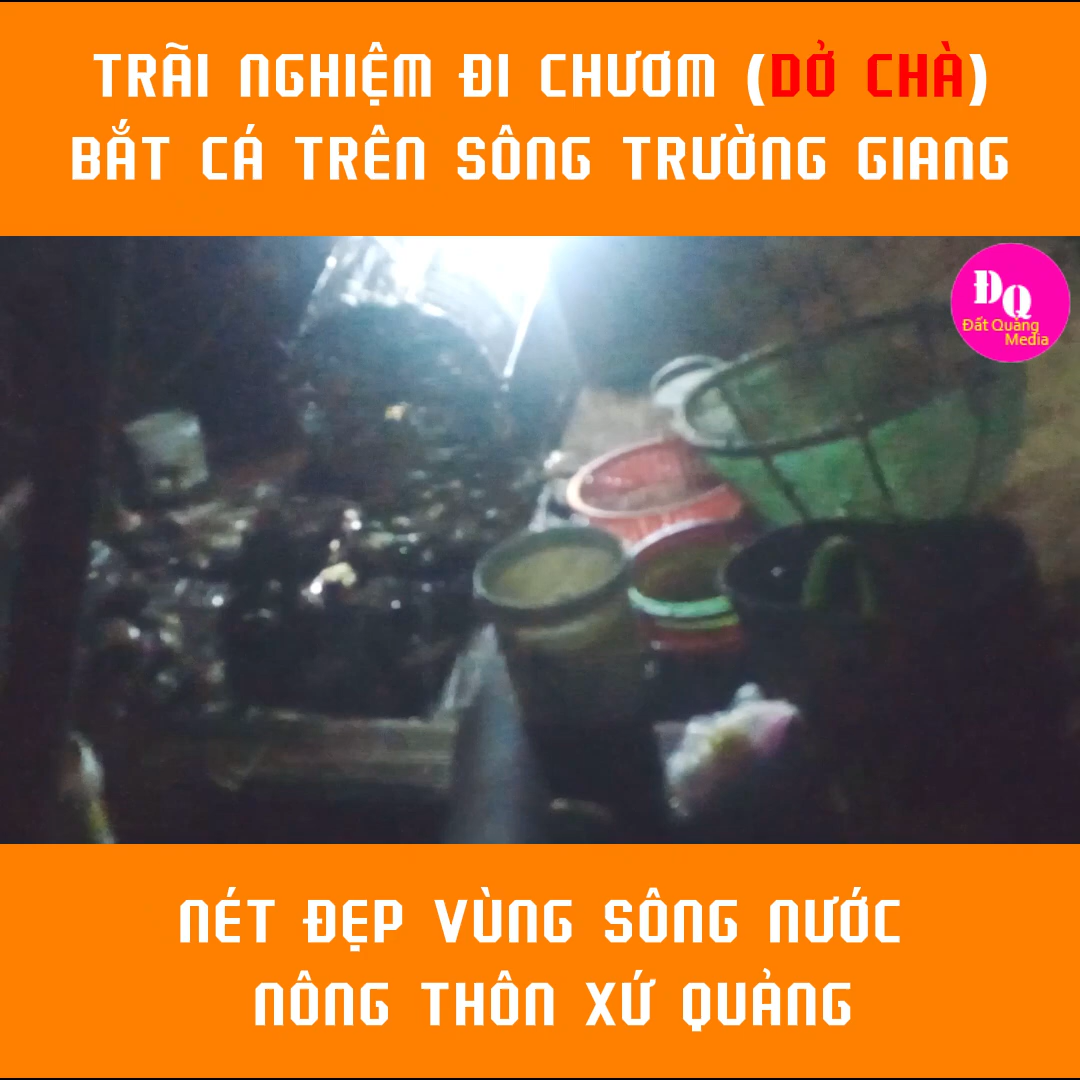 TRÃI NGHIỆM ĐI CHƯƠM (DỞ CHÀ)
BẮT CÁ TRÊN SÔNG TRƯỜNG GIANG
ĐQ
Đất Quảng
Media
NÉT ĐẸP VÙNG SÔNG NƯỚC
NÔNG THÔN XỨ QUẢNG